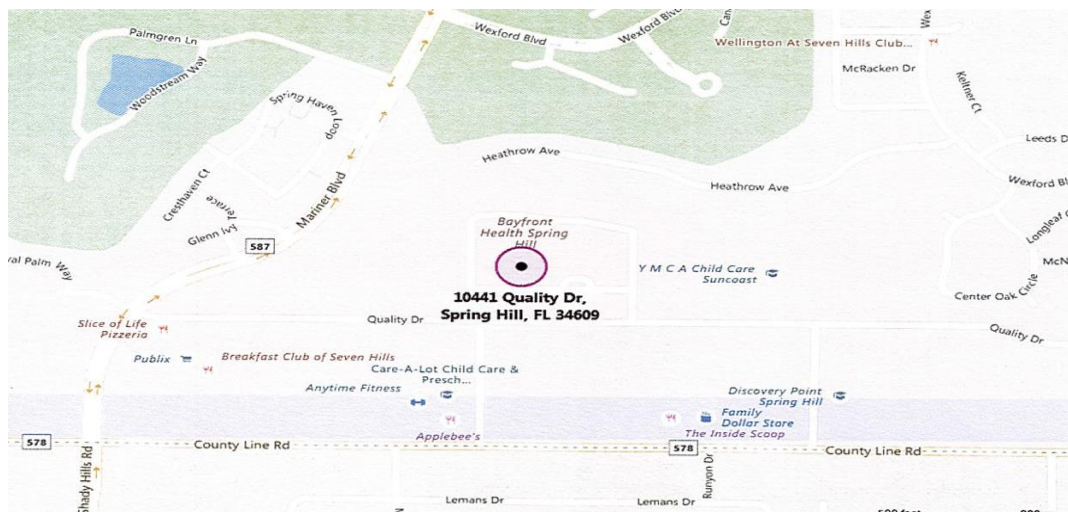 Palmgren Ln
Woodstream Way
Wexford Blvd
Wexford Blv
Can
Wex
Wellington At Seven Hills Club...
McRacken Dr
Keltner Ct
Spring Haven Loop
Leeds D
Heathrow Ave
Heathrow Ave
Wexford Bl
Cresthaven Ct
Terrace
Glenn Ivy
Mariner Blvd
587
Bayfront
Health Spring
Hill
Longleaf
val Palm Way
Y M C A Child Care
Suncoast
McN
Center Oak Circle
10441 Quality Dr,
Spring Hill, FL 34609
Slice of Life
Pizzeria
Quality Dr
Quality Dr
Publix
Breakfast Club of Seven Hills
Care-A-Lot Child Care &
Presch...
Anytime Fitness
Discovery Point
Spring Hill
Family
Dollar Store
Applebee's
The Inside Scoop
578
County Line Rd
578
County Line Rd
Shady Hills Rd
Runyon Dr
Lemans Dr
Lemans Dr